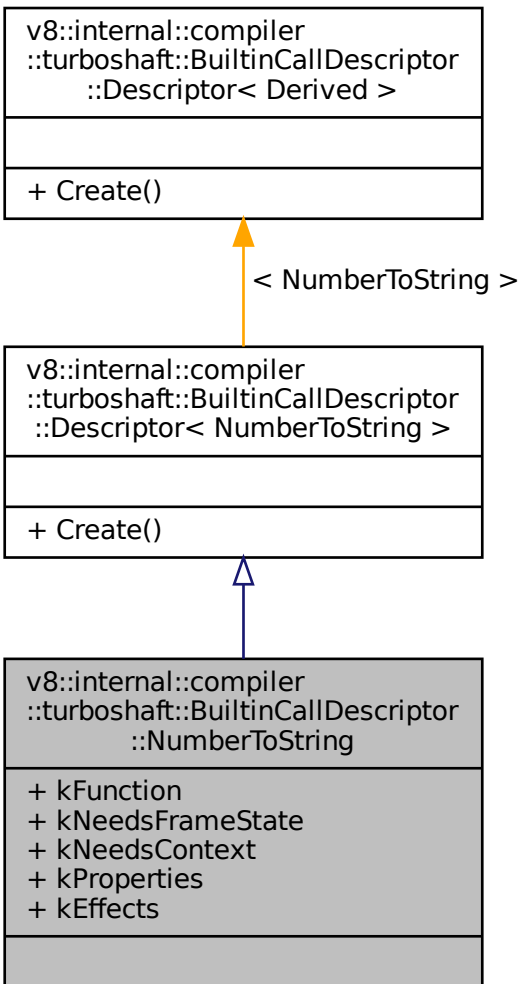 v8::internal::compiler
::turboshaft::BuiltinCallDescriptor
::Descriptor< Derived >
+ Create()
< NumberToString >
v8::internal::compiler
::turboshaft::BuiltinCallDescriptor
::Descriptor< NumberToString >
+ Create()
v8::internal::compiler
::turboshaft::BuiltinCallDescriptor
::NumberToString
+ kFunction
+ kNeedsFrameState
+ kNeedsContext
+ kProperties
+ kEffects